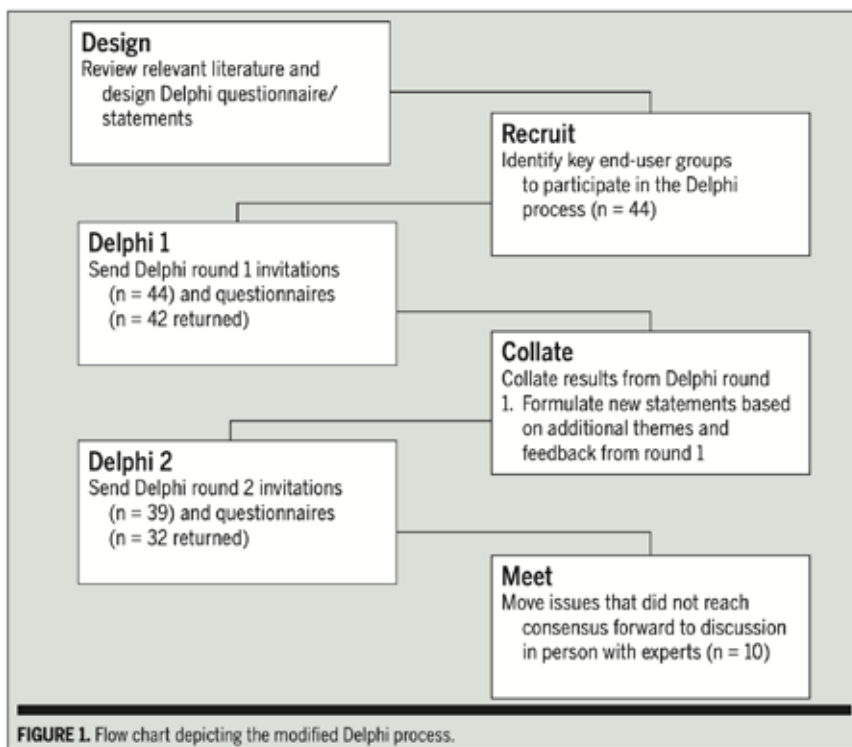 Design
Review relevant literature and
design Delphi questionnaire/
statements
Recruit
Identify key end-user groups
to participate in the Delphi
process (n = 44)
Delphi 1
Send Delphi round 1 invitations
(n = 44) and questionnaires
(n = 42 returned)
Collate
Collate results from Delphi round
1. Formulate new statements based
on additional themes and
feedback from round 1
Delphi 2
Send Delphi round 2 invitations
(n = 39) and questionnaires
(n = 32 returned)
Meet
Move issues that did not reach
consensus forward to discussion
in person with experts (n = 10)
FIGURE 1. Flow chart depicting the modified Delphi process.